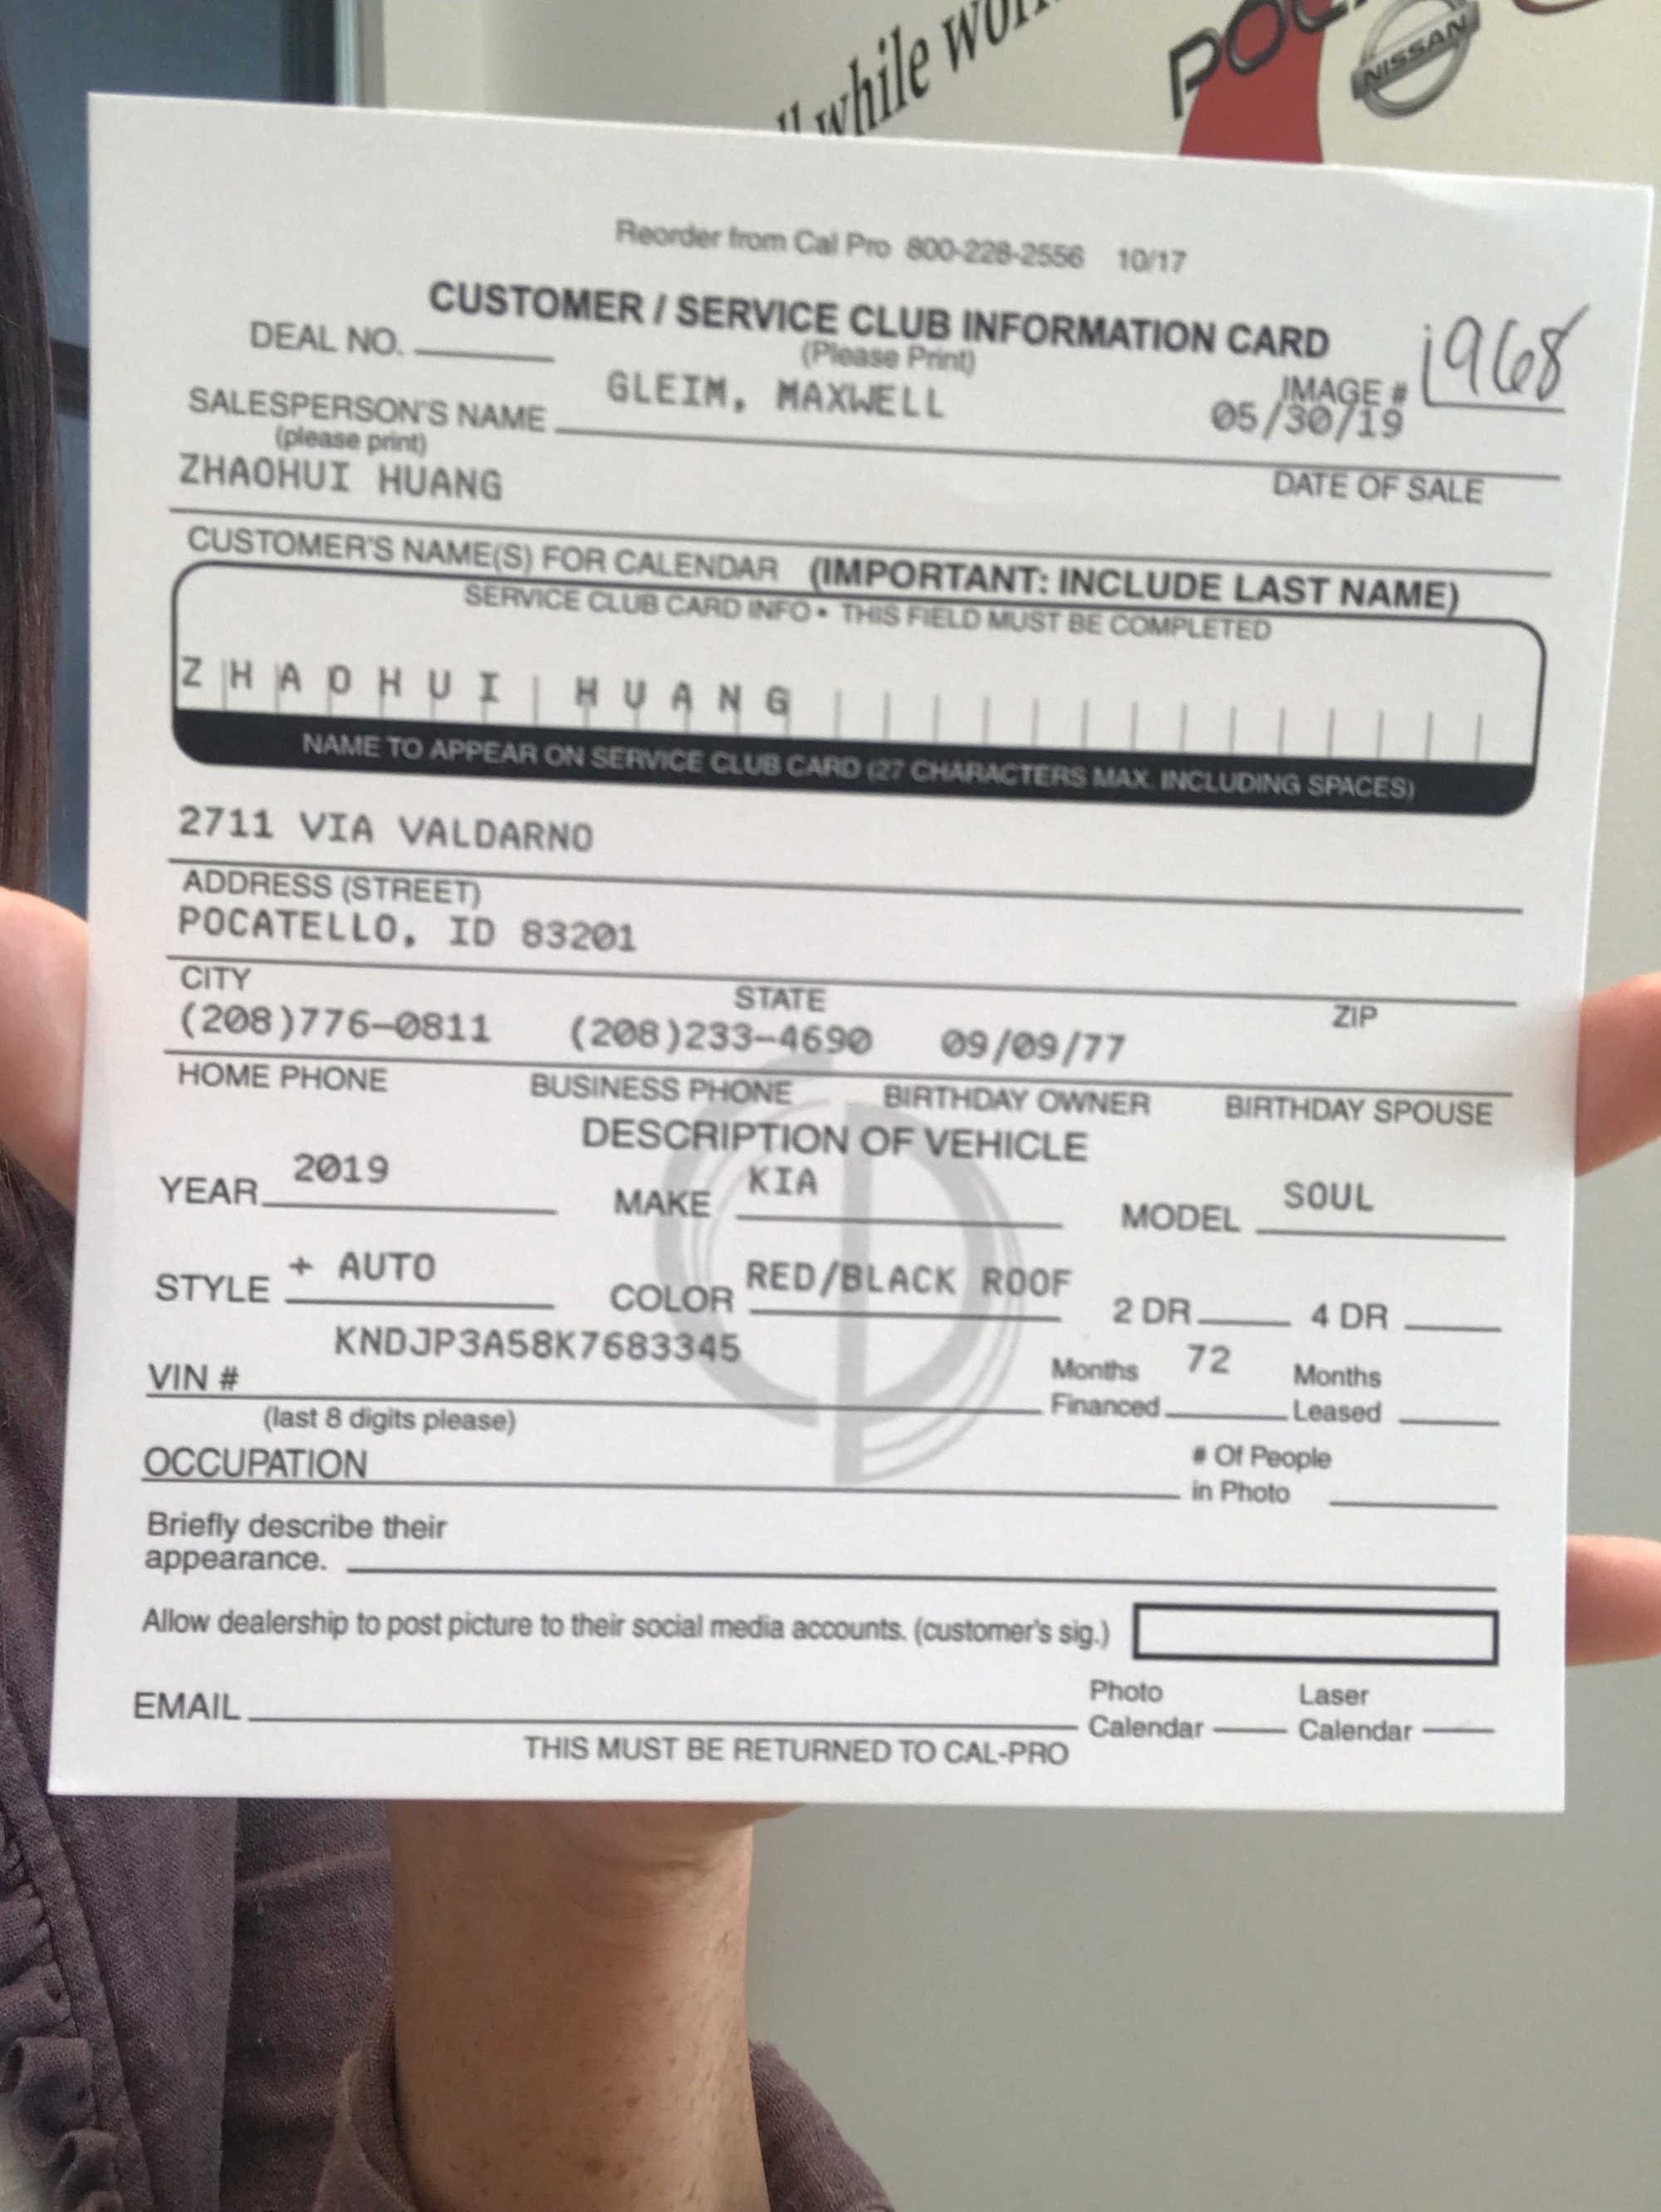 while wor
POC
NISSAN
Reorder from Cal Pro 800-228-2556 10/17
CUSTOMER / SERVICE CLUB INFORMATION CARD
DEAL NO. (Please Print) IMAGE # 1968
SALESPERSON'S NAME GLEIM, MAXWELL 05/30/19
(please print) DATE OF SALE
ZHAOHUI HUANG
CUSTOMER'S NAME(S) FOR CALENDAR (IMPORTANT: INCLUDE LAST NAME)
SERVICE CLUB CARD INFO • THIS FIELD MUST BE COMPLETED
ZHAOHUI HUANG
NAME TO APPEAR ON SERVICE CLUB CARD (27 CHARACTERS MAX. INCLUDING SPACES)
2711 VIA VALDARNO
ADDRESS (STREET)
POCATELLO, ID 83201
CITY STATE ZIP
(208)776-0811 (208)233-4690 09/09/77
HOME PHONE BUSINESS PHONE BIRTHDAY OWNER BIRTHDAY SPOUSE
DESCRIPTION OF VEHICLE
YEAR 2019 MAKE KIA MODEL SOUL
STYLE + AUTO COLOR RED/BLACK ROOF 2 DR 4 DR
VIN # KNDJP3A58K7683345 Months Financed 72 Months Leased
(last 8 digits please)
OCCUPATION # Of People in Photo
Briefly describe their
appearance.
Allow dealership to post picture to their social media accounts. (customer's sig.)
EMAIL Photo Calendar Laser Calendar
THIS MUST BE RETURNED TO CAL-PRO